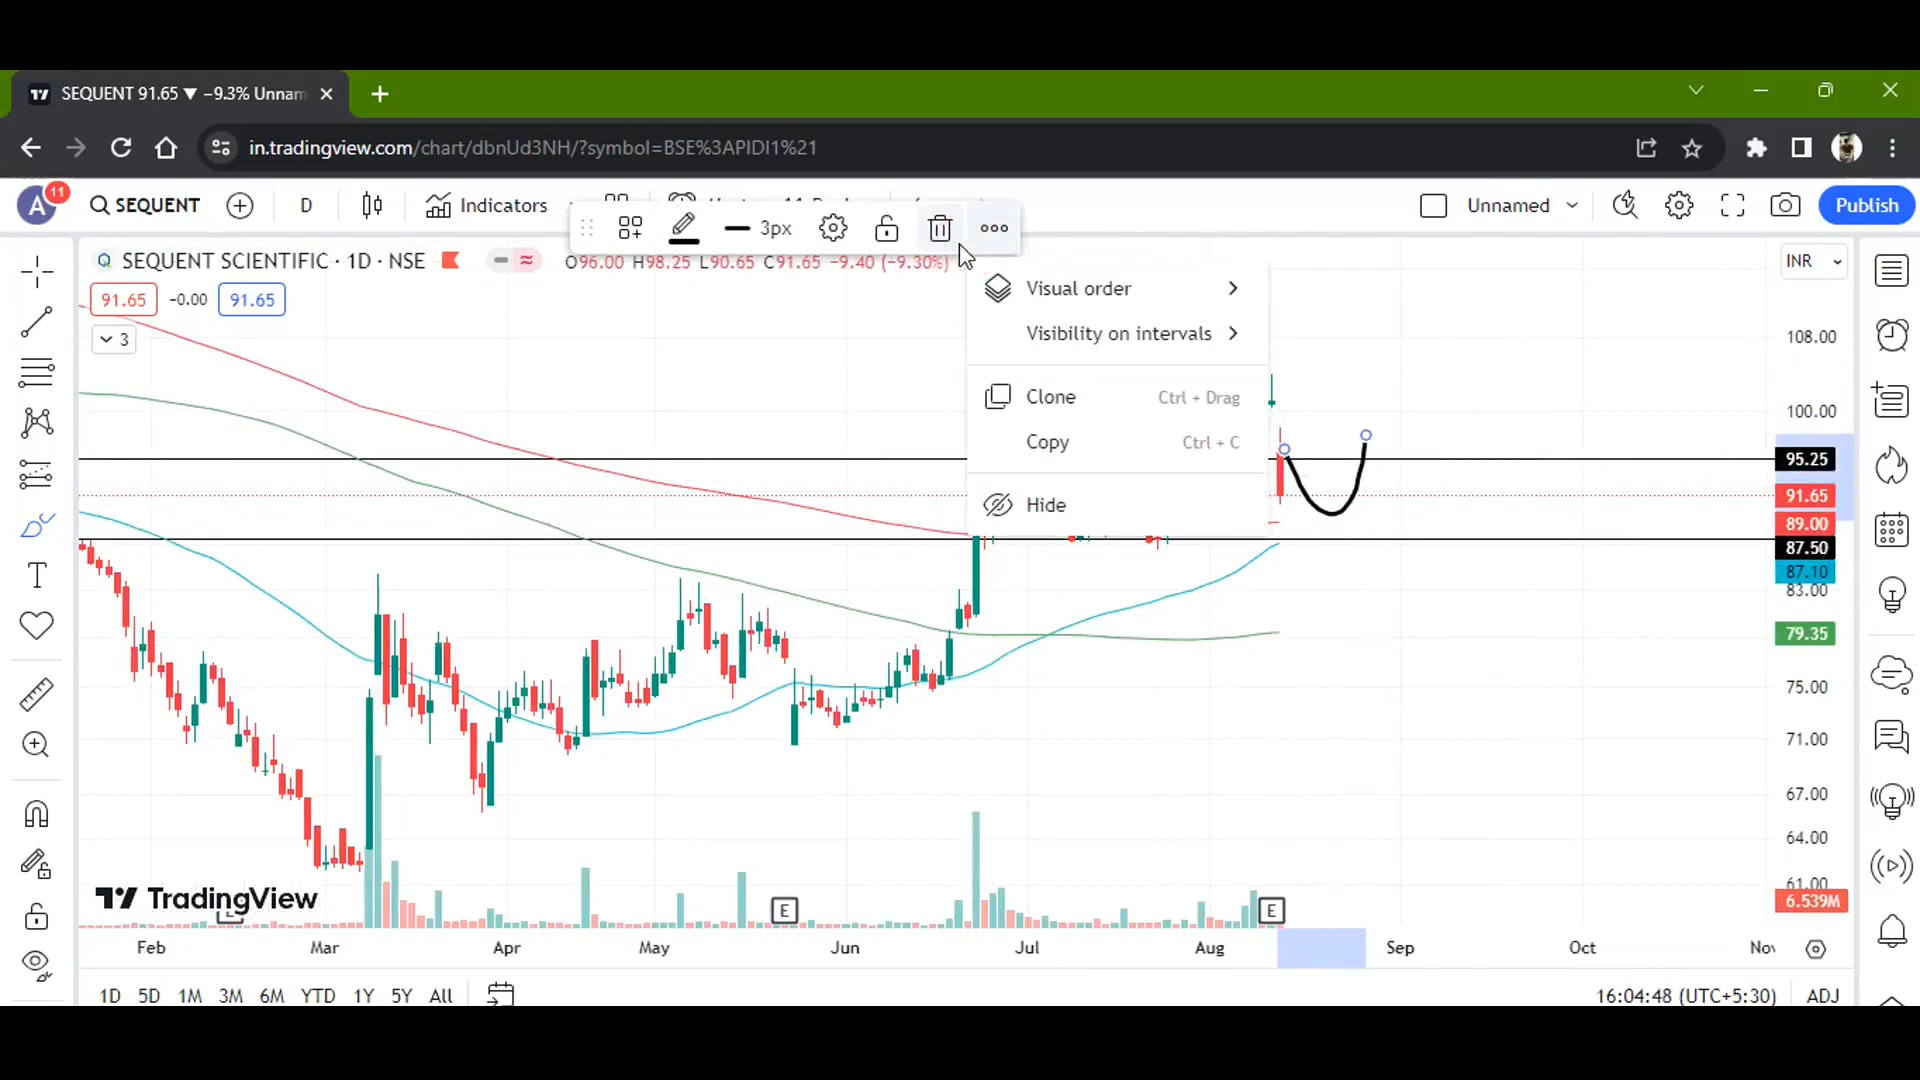 SEQUENT 91.65 ▼ −9.3% Unnam
in.tradingview.com/chart/dbnUd3NH/?symbol=BSE%3APIDI1%21
A
11
SEQUENT
D
Indicators
Unnamed
Publish
3px
SEQUENT SCIENTIFIC · 1D · NSE
O96.00 H98.25 L90.65 C91.65 −9.40 (−9.30%)
INR
91.65 -0.00 91.65
3
Visual order
Visibility on intervals
Clone Ctrl + Drag
Copy Ctrl + C
Hide
108.00
100.00
95.25
91.65
89.00
87.50
87.10
83.00
79.35
75.00
71.00
67.00
64.00
61.00
6.539M
TradingView
E
E
Feb Mar Apr May Jun Jul Aug Sep Oct Nov
1D 5D 1M 3M 6M YTD 1Y 5Y All
16:04:48 (UTC+5:30) ADJ